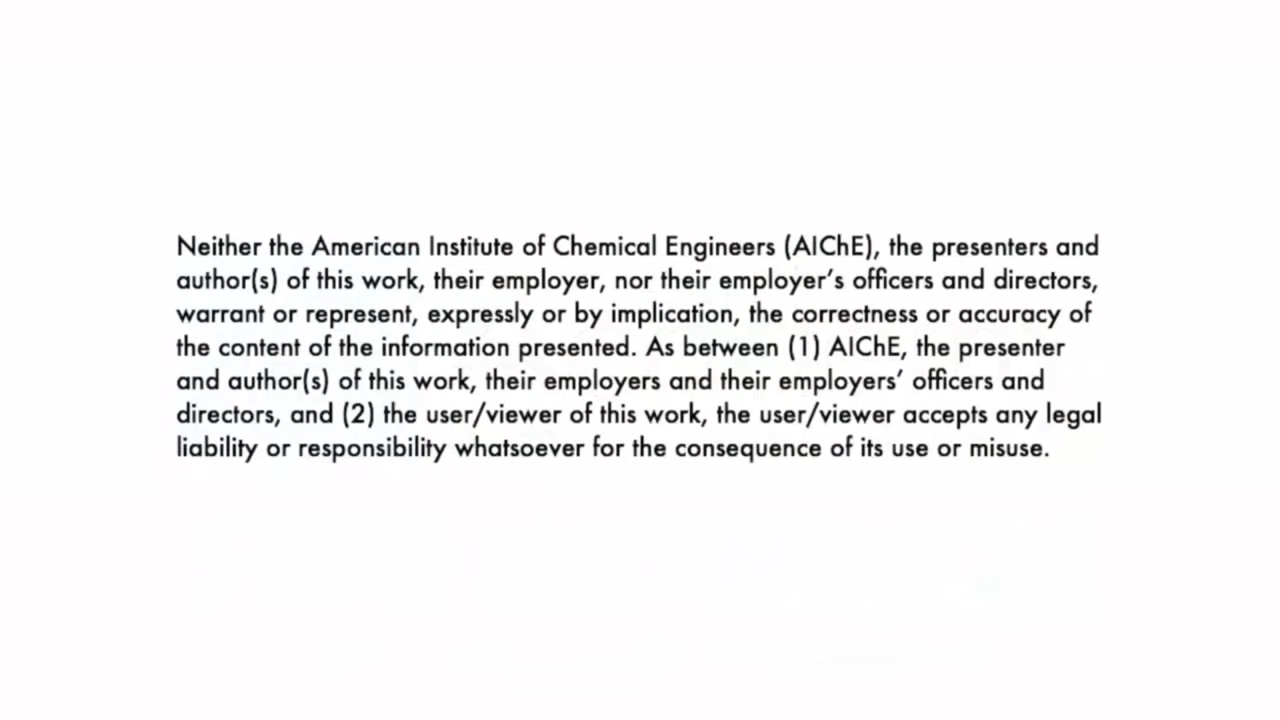 Neither the American Institute of Chemical Engineers (AIChE), the presenters and
author(s) of this work, their employer, nor their employer’s officers and directors,
warrant or represent, expressly or by implication, the correctness or accuracy of
the content of the information presented. As between (1) AIChE, the presenter
and author(s) of this work, their employers and their employers’ officers and
directors, and (2) the user/viewer of this work, the user/viewer accepts any legal
liability or responsibility whatsoever for the consequence of its use or misuse.